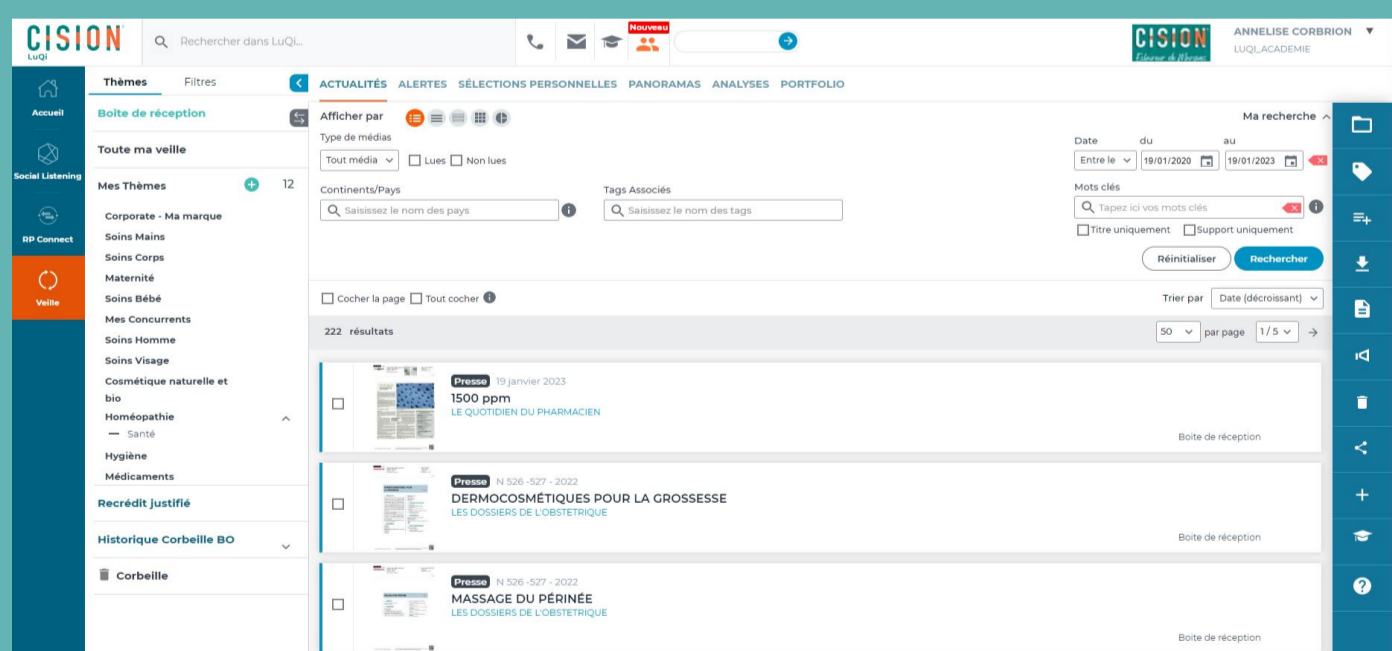 CISION
LuQi
Rechercher dans LuQi...
Nouveau
CISION
ANNELISE CORBRION
LUQI_ACADEMIE
Accueil
Social Listening
RP Connect
Veille
Thèmes Filtres
Boîte de réception
Toute ma veille
Mes Thèmes 12
Corporate - Ma marque
Soins Mains
Soins Corps
Maternité
Soins Bébé
Mes Concurrents
Soins Homme
Soins Visage
Cosmétique naturelle et
bio
Homéopathie
Santé
Hygiène
Médicaments
Recrédit justifié
Historique Corbeille BO
Corbeille
ACTUALITÉS ALERTES SÉLECTIONS PERSONNELLES PANORAMAS ANALYSES PORTFOLIO
Afficher par
Ma recherche
Type de médias
Tout média Lues Non lues
Date du au
Entre le 19/01/2020 19/01/2023
Continents/Pays Tags Associés
Saisissez le nom des pays Saisissez le nom des tags
Mots clés
Tapez ici vos mots clés
Titre uniquement Support uniquement
Réinitialiser Rechercher
Cocher la page Tout cocher
Trier par Date (décroissant)
222 résultats
50 par page 1 / 5
Presse 19 janvier 2023
1500 ppm
LE QUOTIDIEN DU PHARMACIEN
Boite de réception
Presse N 526 -527 - 2022
DERMOCOSMÉTIQUES POUR LA GROSSESSE
LES DOSSIERS DE L'OBSTETRIQUE
Boite de réception
Presse N 526 -527 - 2022
MASSAGE DU PÉRINÉE
LES DOSSIERS DE L'OBSTETRIQUE
Boite de réception